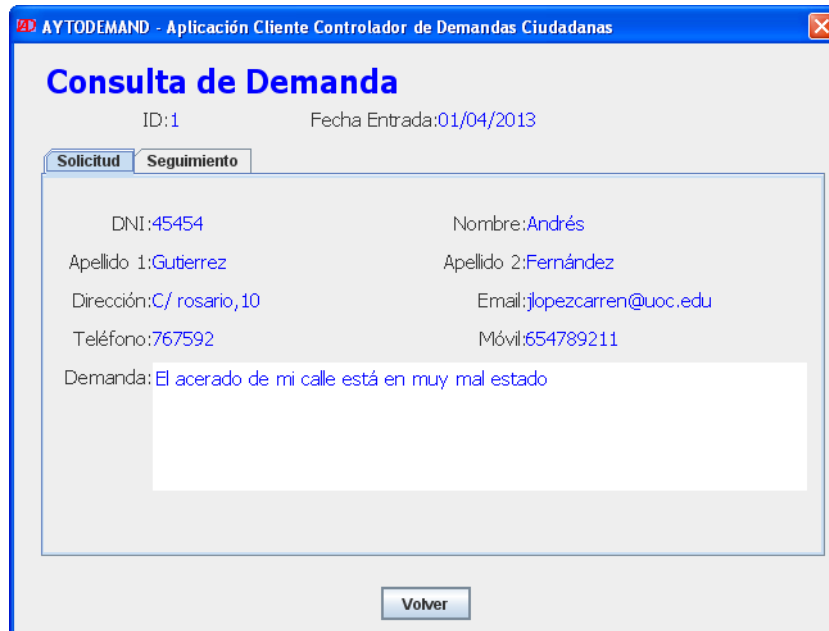 AYTODEMAND - Aplicación Cliente Controlador de Demandas Ciudadanas
Consulta de Demanda
ID:1 Fecha Entrada:01/04/2013
Solicitud Seguimiento
DNI:45454 Nombre:Andrés
Apellido 1:Gutierrez Apellido 2:Fernández
Dirección:C/ rosario,10 Email:jlopezcarren@uoc.edu
Teléfono:767592 Móvil:654789211
Demanda: El acerado de mi calle está en muy mal estado
Volver